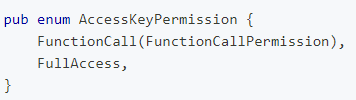 pub enum AccessKeyPermission {
    FunctionCall(FunctionCallPermission),
    FullAccess,
}